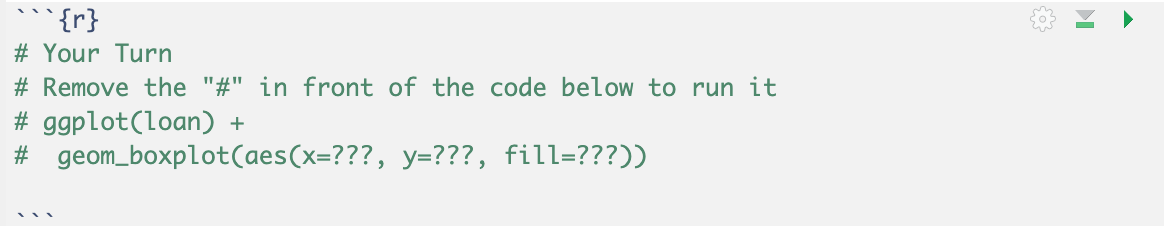 ```{r}
# Your Turn
# Remove the "#" in front of the code below to run it
# ggplot(loan) +
#  geom_boxplot(aes(x=???, y=???, fill=???))
```